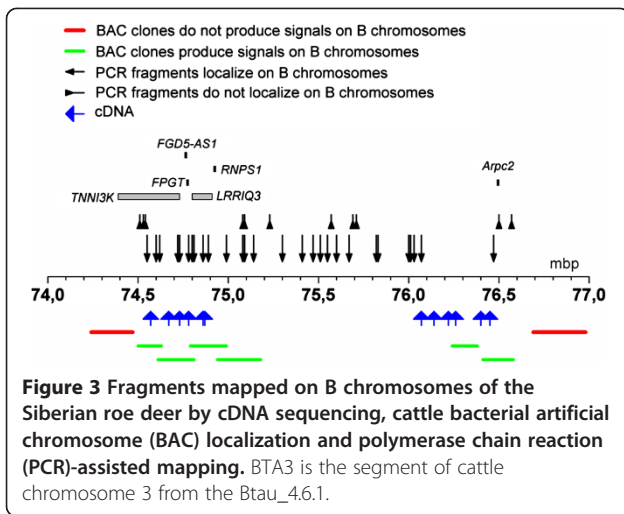 BAC clones do not produce signals on B chromosomes
BAC clones produce signals on B chromosomes
PCR fragments localize on B chromosomes
PCR fragments do not localize on B chromosomes
cDNA
FGD5-AS1
RNPS1
Arpc2
FPGT
TNNI3K
LRRIQ3
mbp
74,0 74,5 75,0 75,5 76,0 76,5 77,0
Figure 3 Fragments mapped on B chromosomes of the
Siberian roe deer by cDNA sequencing, cattle bacterial artificial
chromosome (BAC) localization and polymerase chain reaction
(PCR)-assisted mapping. BTA3 is the segment of cattle
chromosome 3 from the Btau_4.6.1.